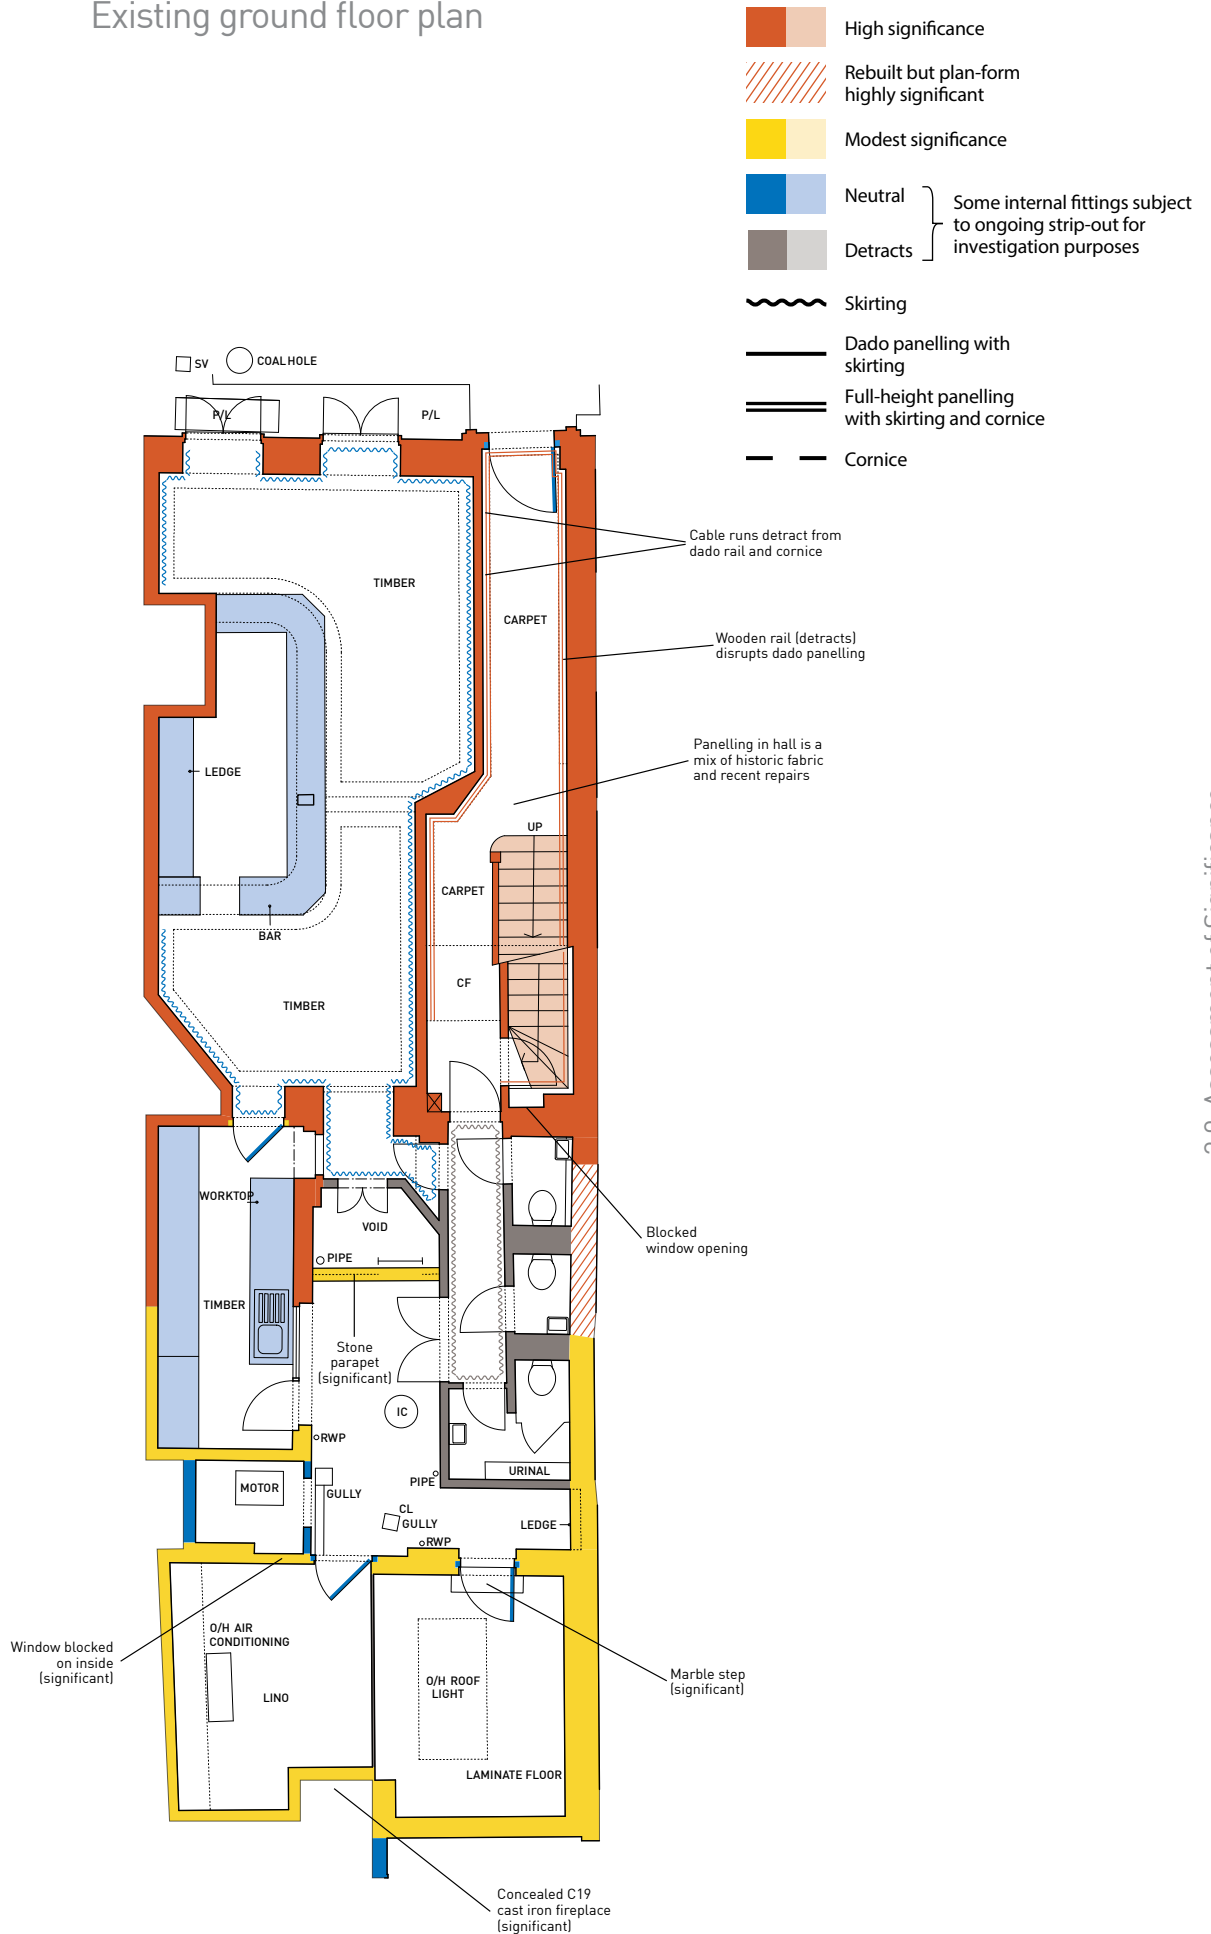 Existing ground floor plan
High significance
Rebuilt but plan-form
highly significant
Modest significance
Neutral
Detracts
Some internal fittings subject
to ongoing strip-out for
investigation purposes
Skirting
Dado panelling with
skirting
Full-height panelling
with skirting and cornice
Cornice
SV
COALHOLE
P/L
P/L
Cable runs detract from
dado rail and cornice
TIMBER
CARPET
Wooden rail (detracts)
disrupts dado panelling
Panelling in hall is a
mix of historic fabric
and recent repairs
LEDGE
UP
CARPET
BAR
CF
TIMBER
WORKTOP
VOID
PIPE
Blocked
window opening
TIMBER
Stone
parapet
(significant)
IC
RWP
PIPE
URINAL
MOTOR
GULLY
CL
GULLY
LEDGE
RWP
O/H AIR
CONDITIONING
Window blocked
on inside
(significant)
LINO
O/H ROOF
LIGHT
Marble step
(significant)
LAMINATE FLOOR
Concealed C19
cast iron fireplace
(significant)